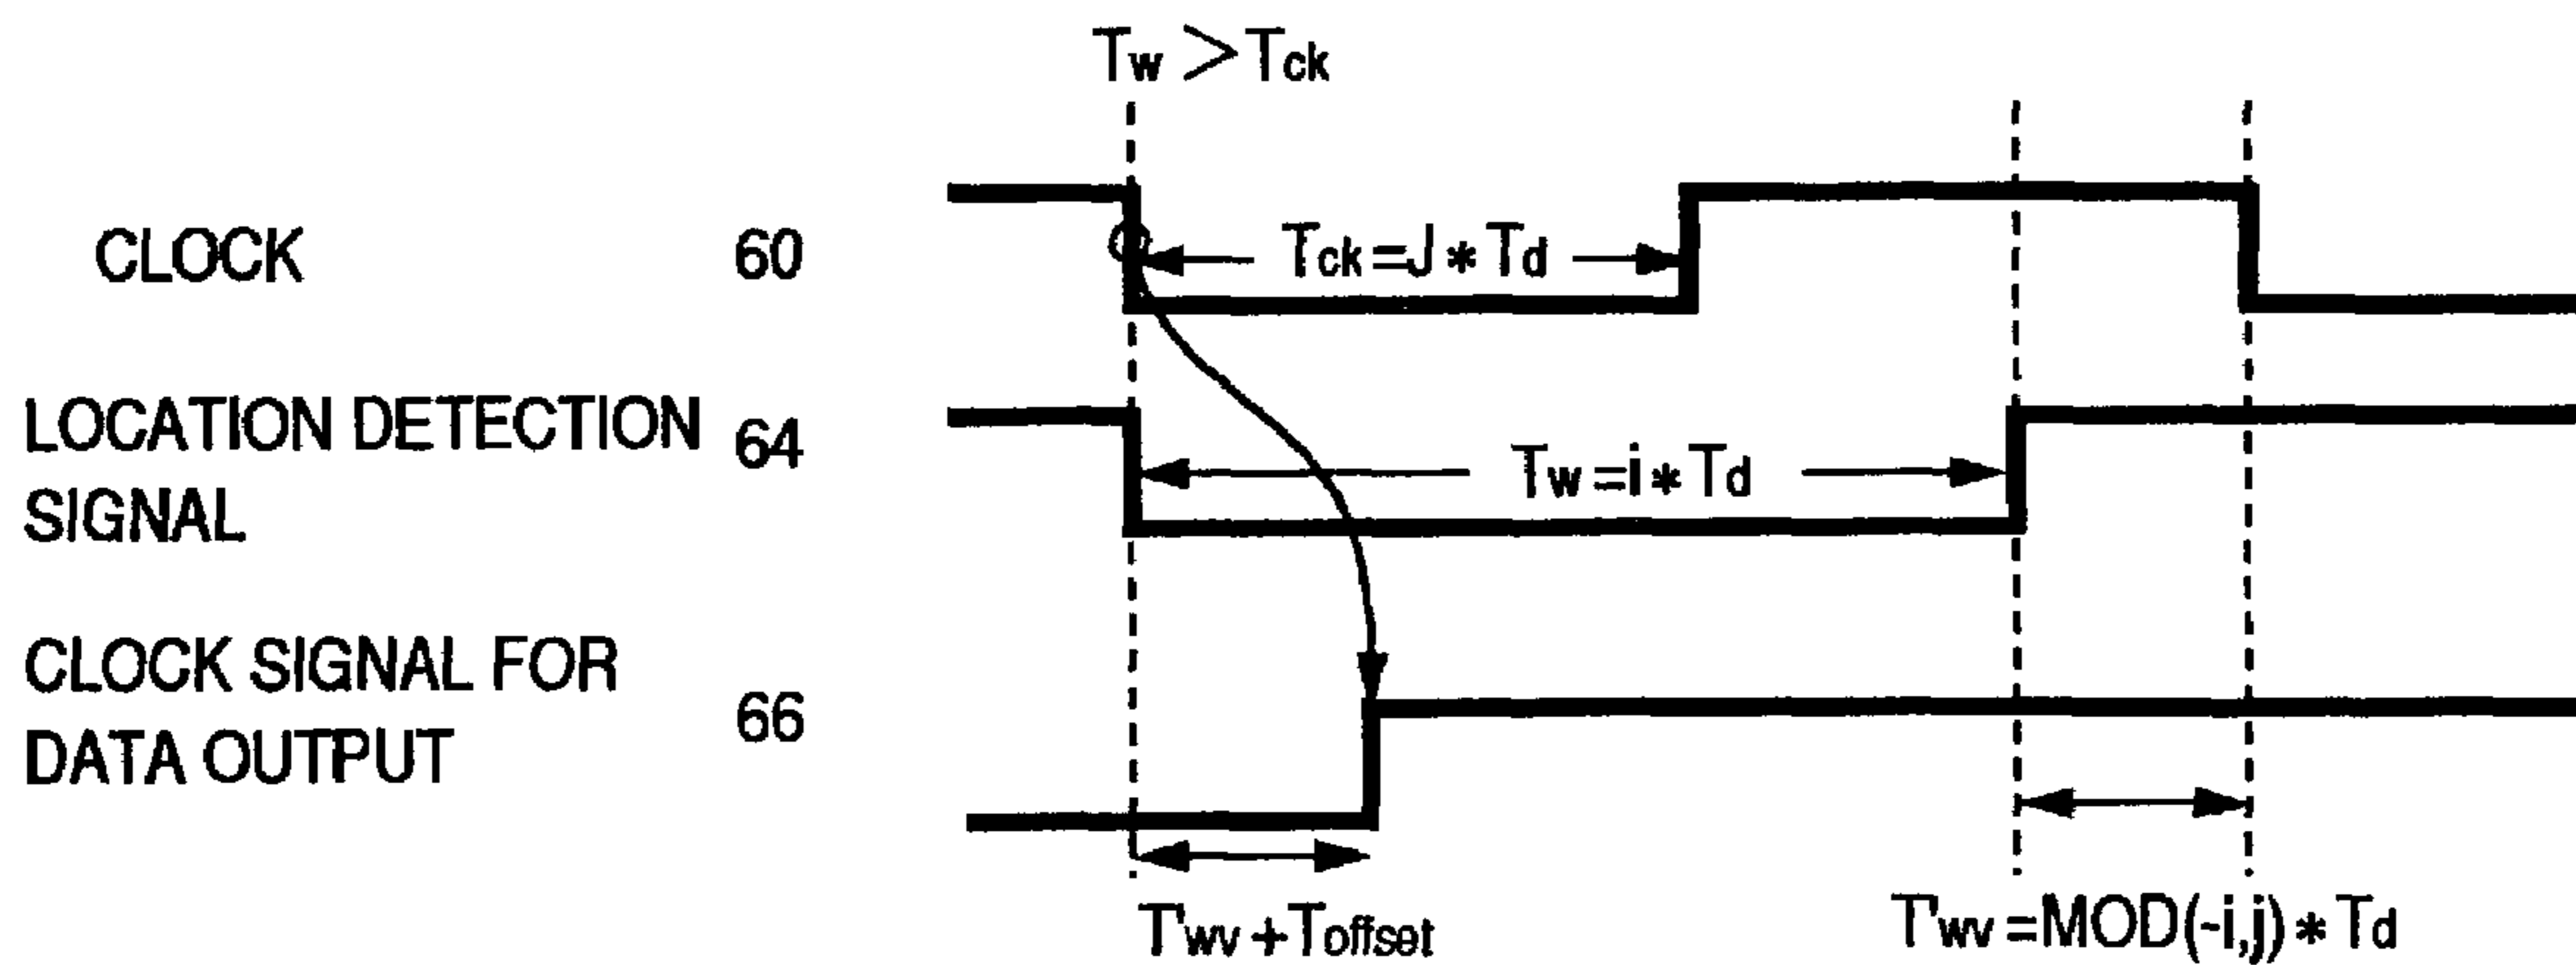 Tw > Tck
CLOCK 60
Tck=J*Td
LOCATION DETECTION
SIGNAL
64
Tw=i*Td
CLOCK SIGNAL FOR
DATA OUTPUT
66
T'wv+Toffset
T'wv=MOD(-i,j)*Td